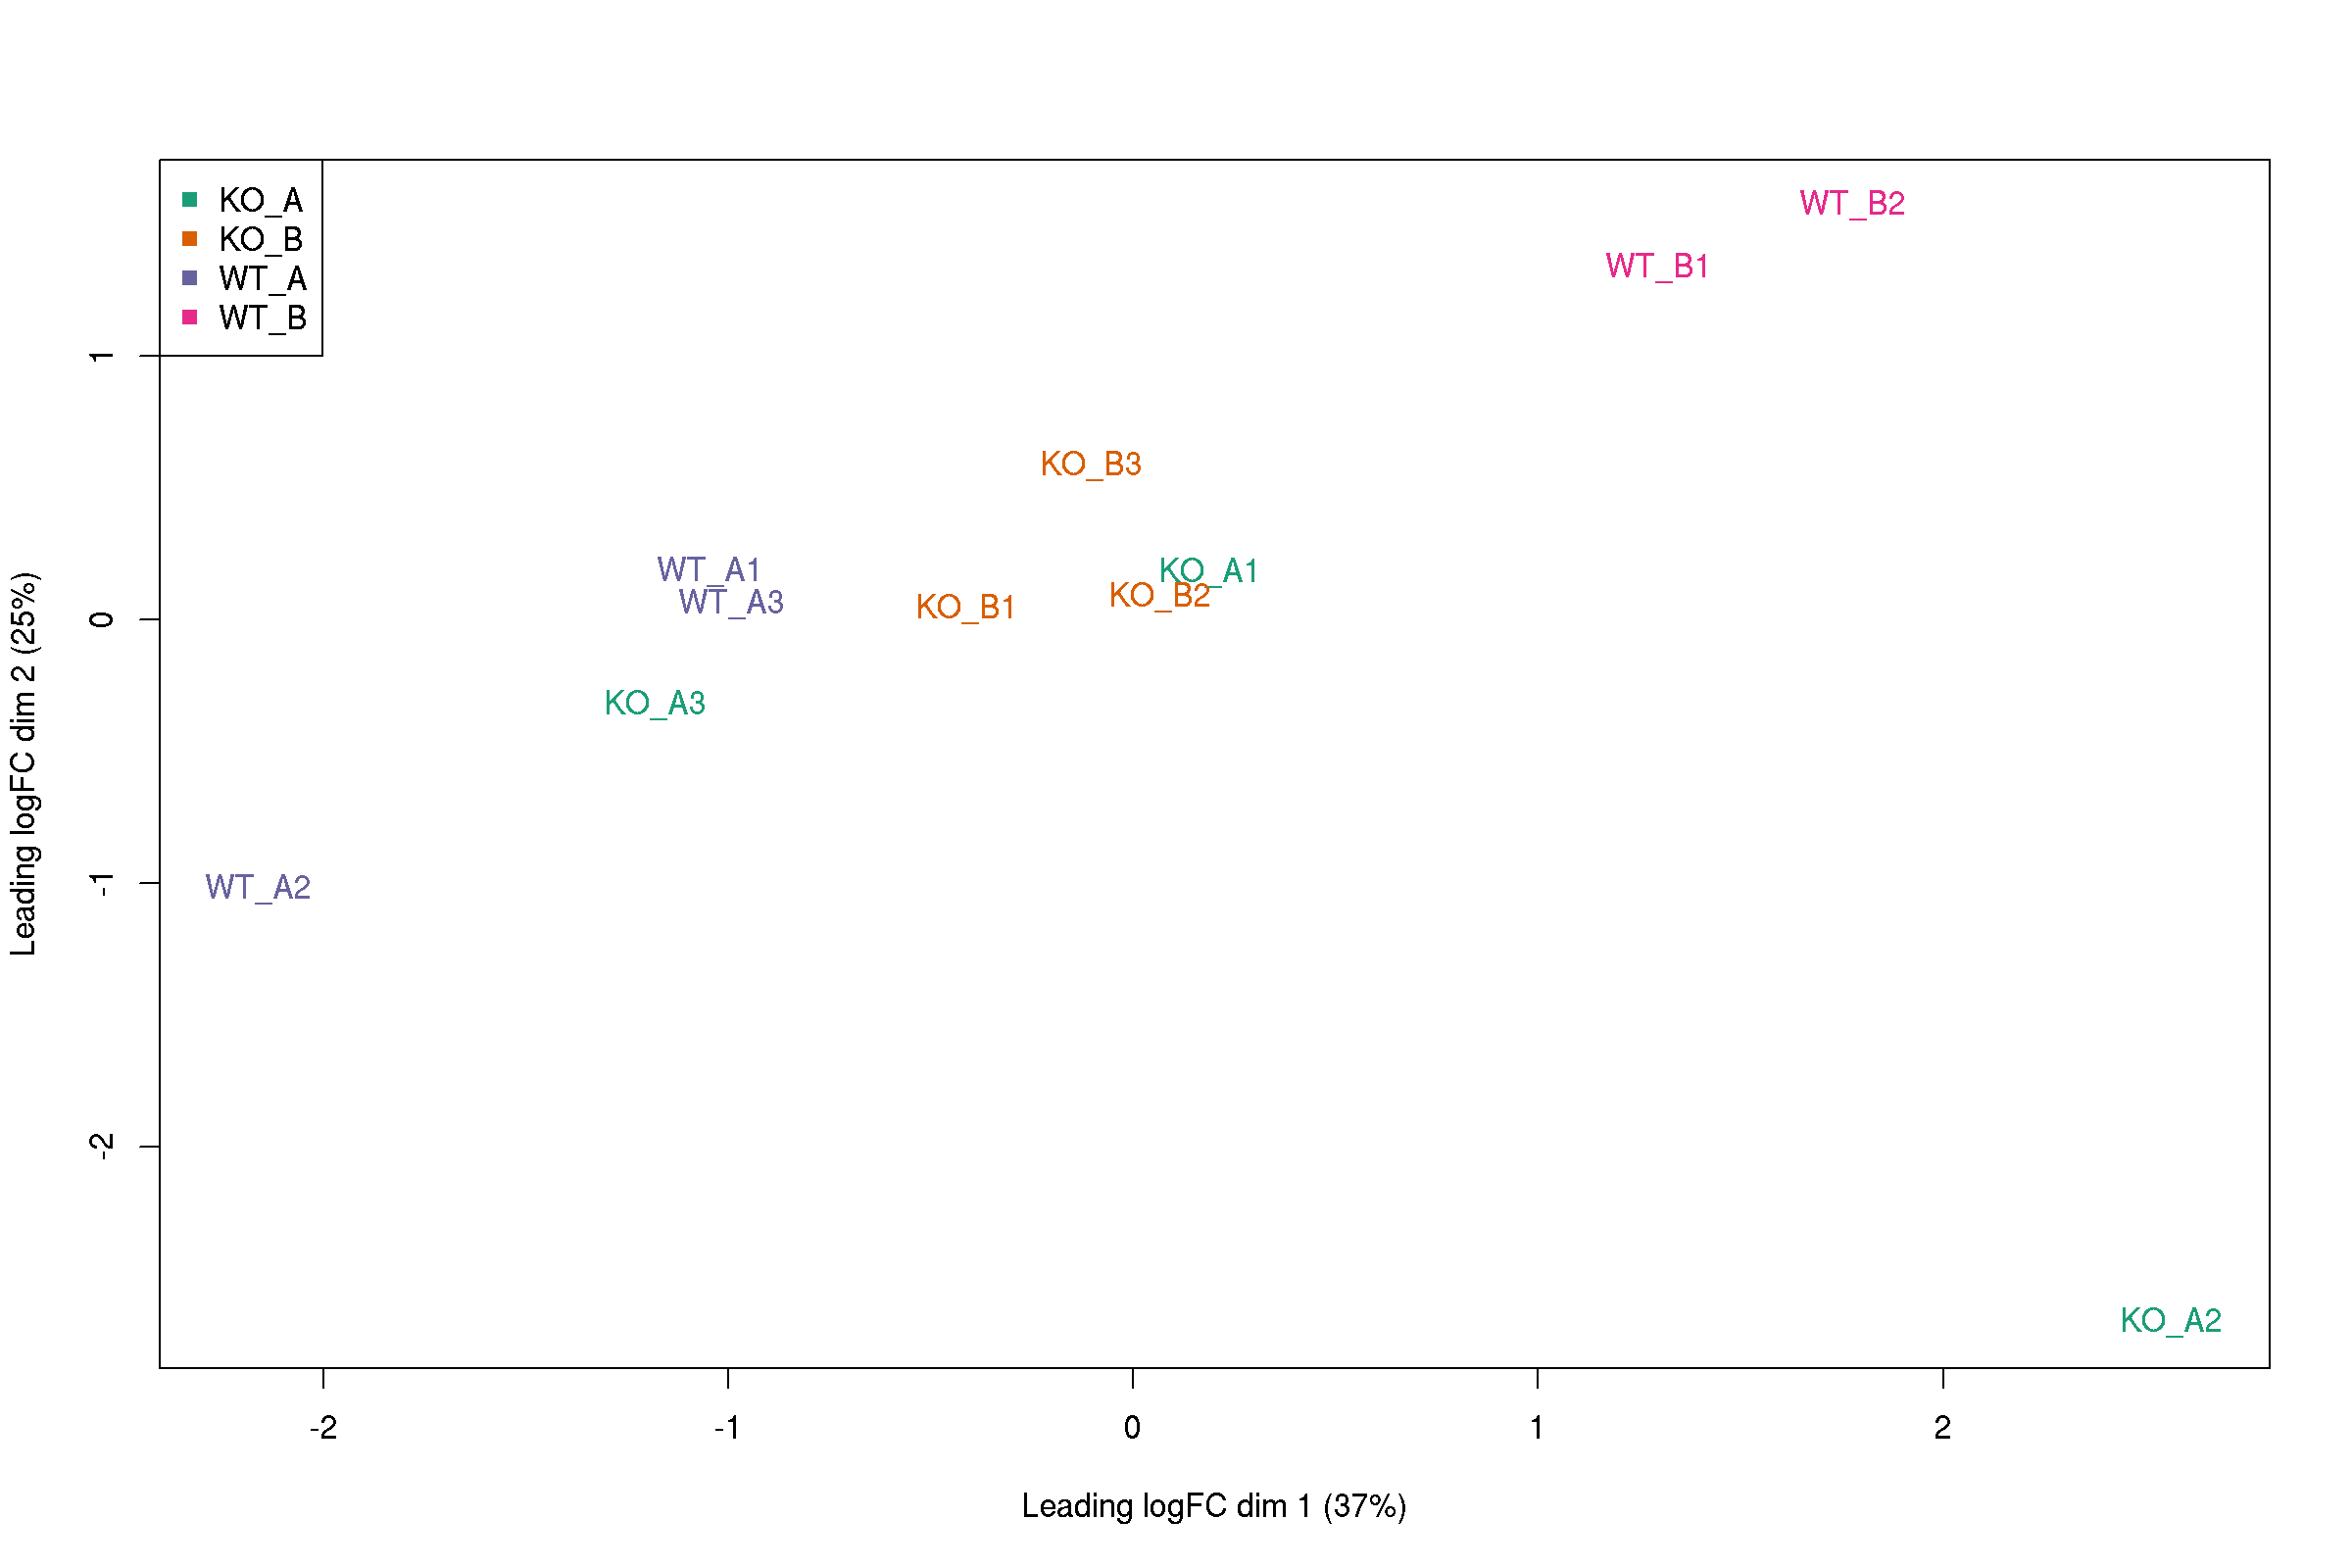 KO_A
KO_B
WT_A
WT_B
WT_B2
WT_B1
KO_B3
WT_A1
KO_A1
WT_A3
KO_B1
KO_B2
KO_A3
WT_A2
KO_A2
1
0
-1
-2
Leading logFC dim 2 (25%)
-2
-1
0
1
2
Leading logFC dim 1 (37%)